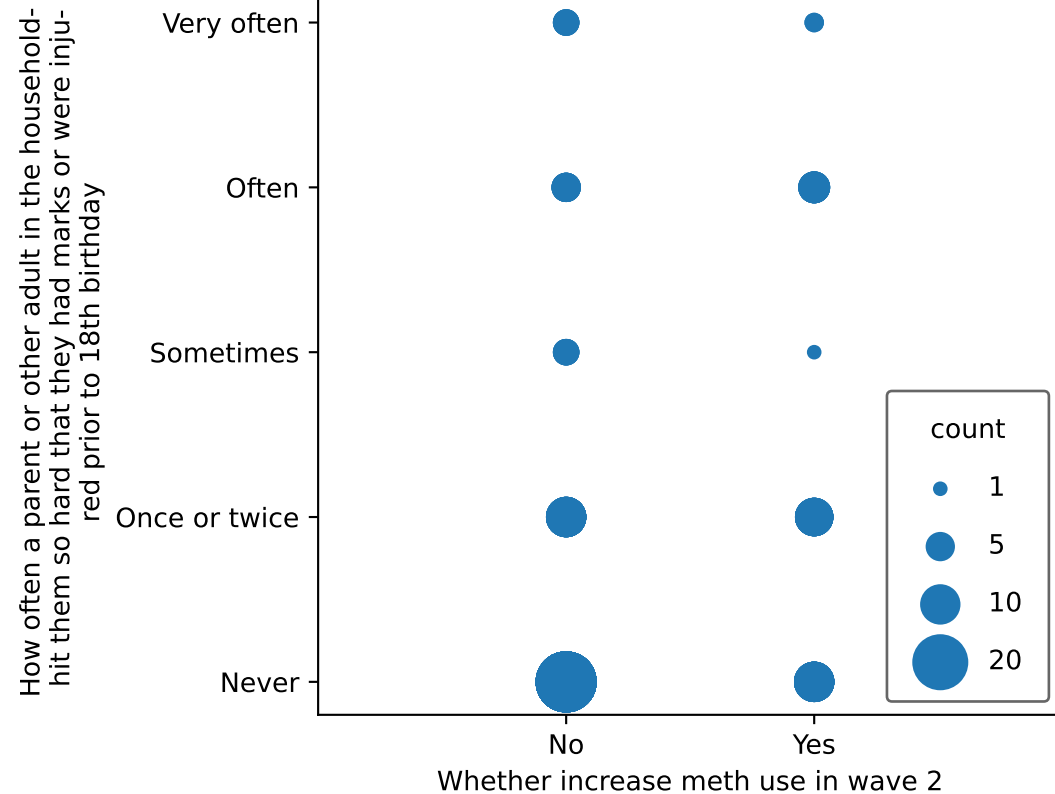 How often a parent or other adult in the household-
hit them so hard that they had marks or were inju-
red prior to 18th birthday
Very often
Often
Sometimes
Once or twice
Never
count
1
5
10
20
No
Yes
Whether increase meth use in wave 2